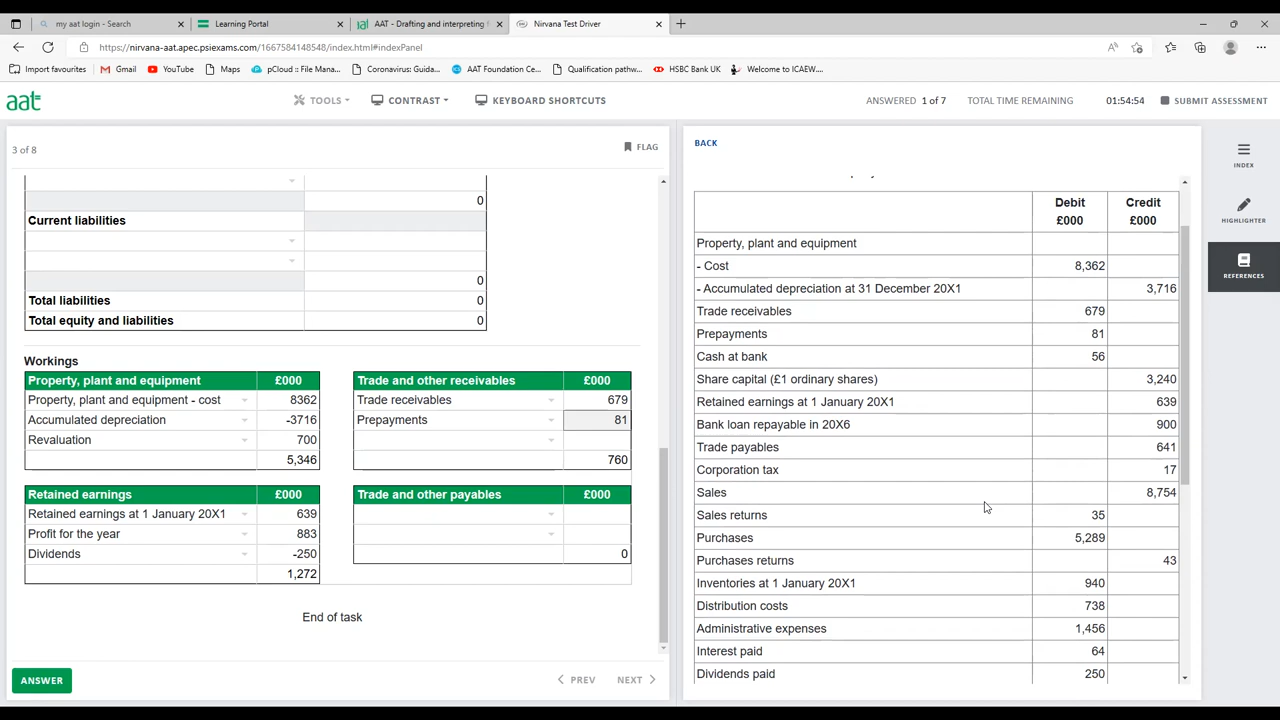 my aat login - Search
Learning Portal
AAT - Drafting and interpreting f
Nirvana Test Driver
https://nirvana-aat.apec.psiexams.com/1667584148548/index.html#indexPanel
Import favourites
Gmail
YouTube
Maps
pCloud :: File Mana...
Coronavirus: Guida...
AAT Foundation Ce...
Qualification pathw...
HSBC Bank UK
Welcome to ICAEW....
aat
TOOLS
CONTRAST
KEYBOARD SHORTCUTS
ANSWERED 1 of 7
TOTAL TIME REMAINING
01:54:54
SUBMIT ASSESSMENT
3 of 8
FLAG
0
Current liabilities
0
Total liabilities 0
Total equity and liabilities 0
Workings
Property, plant and equipment £000
Property, plant and equipment - cost 8362
Accumulated depreciation -3716
Revaluation 700
5,346
Trade and other receivables £000
Trade receivables 679
Prepayments 81
760
Retained earnings £000
Retained earnings at 1 January 20X1 639
Profit for the year 883
Dividends -250
1,272
Trade and other payables £000
0
End of task
ANSWER
PREV
NEXT
BACK
Debit Credit
£000 £000
Property, plant and equipment
- Cost 8,362
- Accumulated depreciation at 31 December 20X1 3,716
Trade receivables 679
Prepayments 81
Cash at bank 56
Share capital (£1 ordinary shares) 3,240
Retained earnings at 1 January 20X1 639
Bank loan repayable in 20X6 900
Trade payables 641
Corporation tax 17
Sales 8,754
Sales returns 35
Purchases 5,289
Purchases returns 43
Inventories at 1 January 20X1 940
Distribution costs 738
Administrative expenses 1,456
Interest paid 64
Dividends paid 250
INDEX
HIGHLIGHTER
REFERENCES